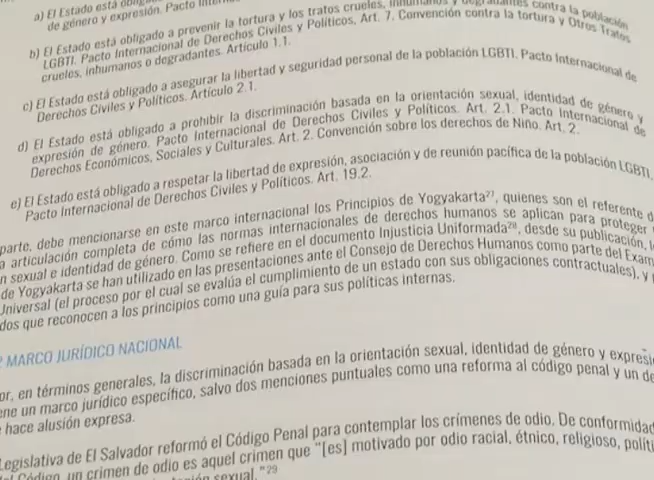 a) El Estado está
contra la población
de género y expresión. Pacto
b) El Estado está obligado a prevenir la tortura y los tratos crueles, inhumanos y degradantes
LGBTI. Pacto Internacional de Derechos Civiles y Políticos, Art. 7. Convención contra la tortura y Otros Tratos
crueles, inhumanos o degradantes. Artículo 1.1.
c) El Estado está obligado a asegurar la libertad y seguridad personal de la población LGBTI. Pacto Internacional de
Derechos Civiles y Políticos. Artículo 2.1.
d) El Estado está obligado a prohibir la discriminación basada en la orientación sexual, identidad de género y
expresión de género. Pacto Internacional de Derechos Civiles y Políticos. Art. 2.1. Pacto Internacional de
Derechos Económicos, Sociales y Culturales. Art. 2. Convención sobre los derechos de Niño. Art. 2.
e) El Estado está obligado a respetar la libertad de expresión, asociación y de reunión pacífica de la población LGBTI.
Pacto Internacional de Derechos Civiles y Políticos. Art. 19.2.
parte, debe mencionarse en este marco internacional los Principios de Yogyakarta²⁷, quienes son el referente
a articulación completa de cómo las normas internacionales de derechos humanos se aplican para proteger
n sexual e identidad de género. Como se refiere en el documento Injusticia Uniformada²⁸, desde su publicación,
de Yogyakarta se han utilizado en las presentaciones ante el Consejo de Derechos Humanos como parte del Exam
Universal (el proceso por el cual se evalúa el cumplimiento de un estado con sus obligaciones contractuales), y
dos que reconocen a los principios como una guía para sus políticas internas.
MARCO JURÍDICO NACIONAL
or, en términos generales, la discriminación basada en la orientación sexual, identidad de género y expresi
ene un marco jurídico específico, salvo dos menciones puntuales como una reforma al código penal y un de
hace alusión expresa.
Legislativa de El Salvador reformó el Código Penal para contemplar los crímenes de odio. De conformidad
Código, un crimen de odio es aquel crimen que "[es] motivado por odio racial, étnico, religioso, políti
sexual."²⁹